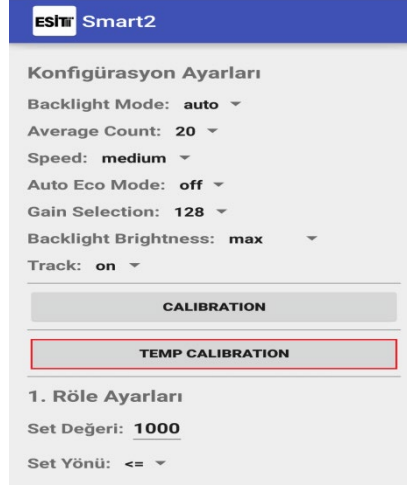 ESİT Smart2
Konfigürasyon Ayarları
Backlight Mode: auto
Average Count: 20
Speed: medium
Auto Eco Mode: off
Gain Selection: 128
Backlight Brightness: max
Track: on
CALIBRATION
TEMP CALIBRATION
1. Röle Ayarları
Set Değeri: 1000
Set Yönü: <=